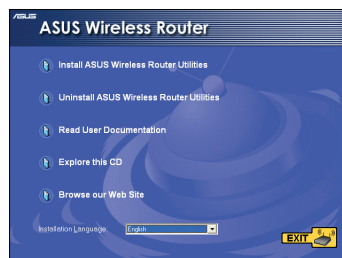 ASUS
ASUS Wireless Router
Install ASUS Wireless Router Utilities
Uninstall ASUS Wireless Router Utilities
Read User Documentation
Explore this CD
Browse our Web Site
Installation Language: English
EXIT